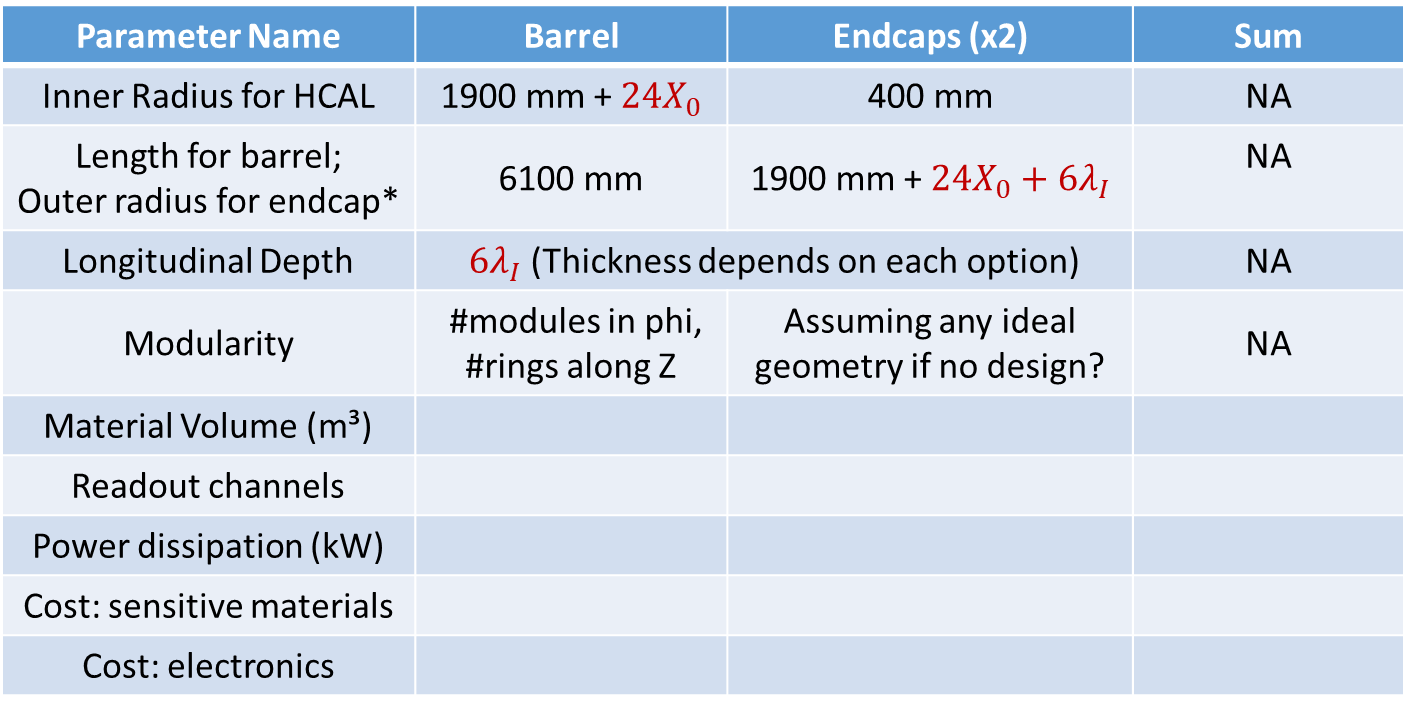 Parameter Name Barrel Endcaps (x2) Sum
Inner Radius for HCAL 1900 mm + 24X₀ 400 mm NA
Length for barrel;
Outer radius for endcap* 6100 mm 1900 mm + 24X₀ + 6λ_I NA
Longitudinal Depth 6λ_I (Thickness depends on each option) NA
Modularity #modules in phi,
#rings along Z Assuming any ideal
geometry if no design? NA
Material Volume (m³)
Readout channels
Power dissipation (kW)
Cost: sensitive materials
Cost: electronics